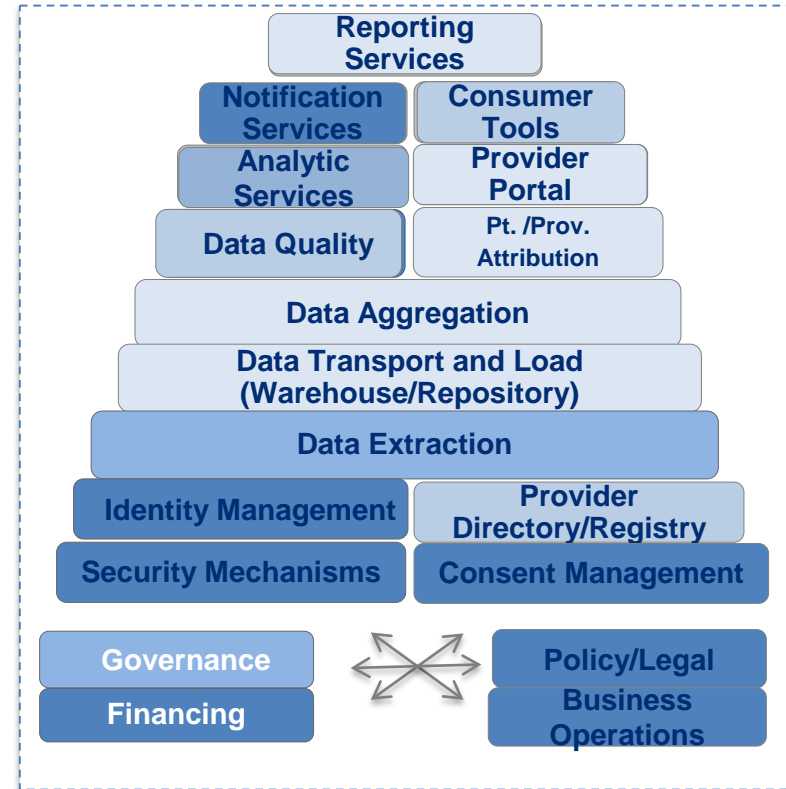 Reporting
Services
Notification
Services
Consumer
Tools
Analytic
Services
Provider
Portal
Data Quality
Pt. /Prov.
Attribution
Data Aggregation
Data Transport and Load
(Warehouse/Repository)
Data Extraction
Identity Management
Provider
Directory/Registry
Security Mechanisms
Consent Management
Governance
Policy/Legal
Financing
Business
Operations